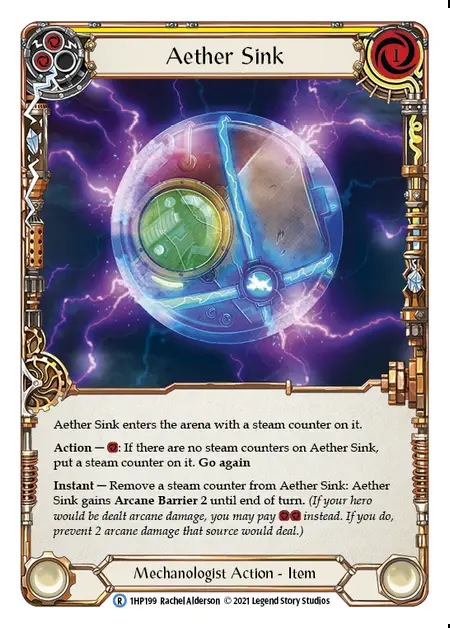 Aether Sink
1
Aether Sink enters the arena with a steam counter on it.
Action — : If there are no steam counters on Aether Sink,
put a steam counter on it. Go again
Instant — Remove a steam counter from Aether Sink: Aether
Sink gains Arcane Barrier 2 until end of turn. (If your hero
would be dealt arcane damage, you may pay instead. If you do,
prevent 2 arcane damage that source would deal.)
Mechanologist Action - Item
R 1HP199 Rachel Alderson © 2021 Legend Story Studios